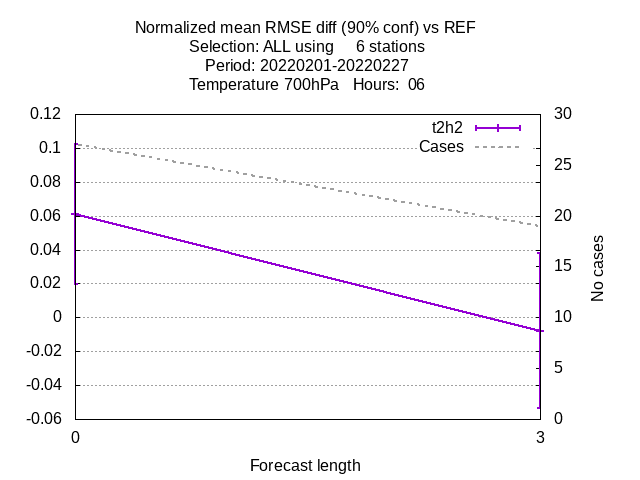 Normalized mean RMSE diff (90% conf) vs REF
Selection: ALL using     6 stations
Period: 20220201-20220227
Temperature 700hPa   Hours:  06
0.12
0.1
0.08
0.06
0.04
0.02
0
-0.02
-0.04
-0.06
t2h2
Cases
30
25
20
15
10
5
0
No cases
0
3
Forecast length